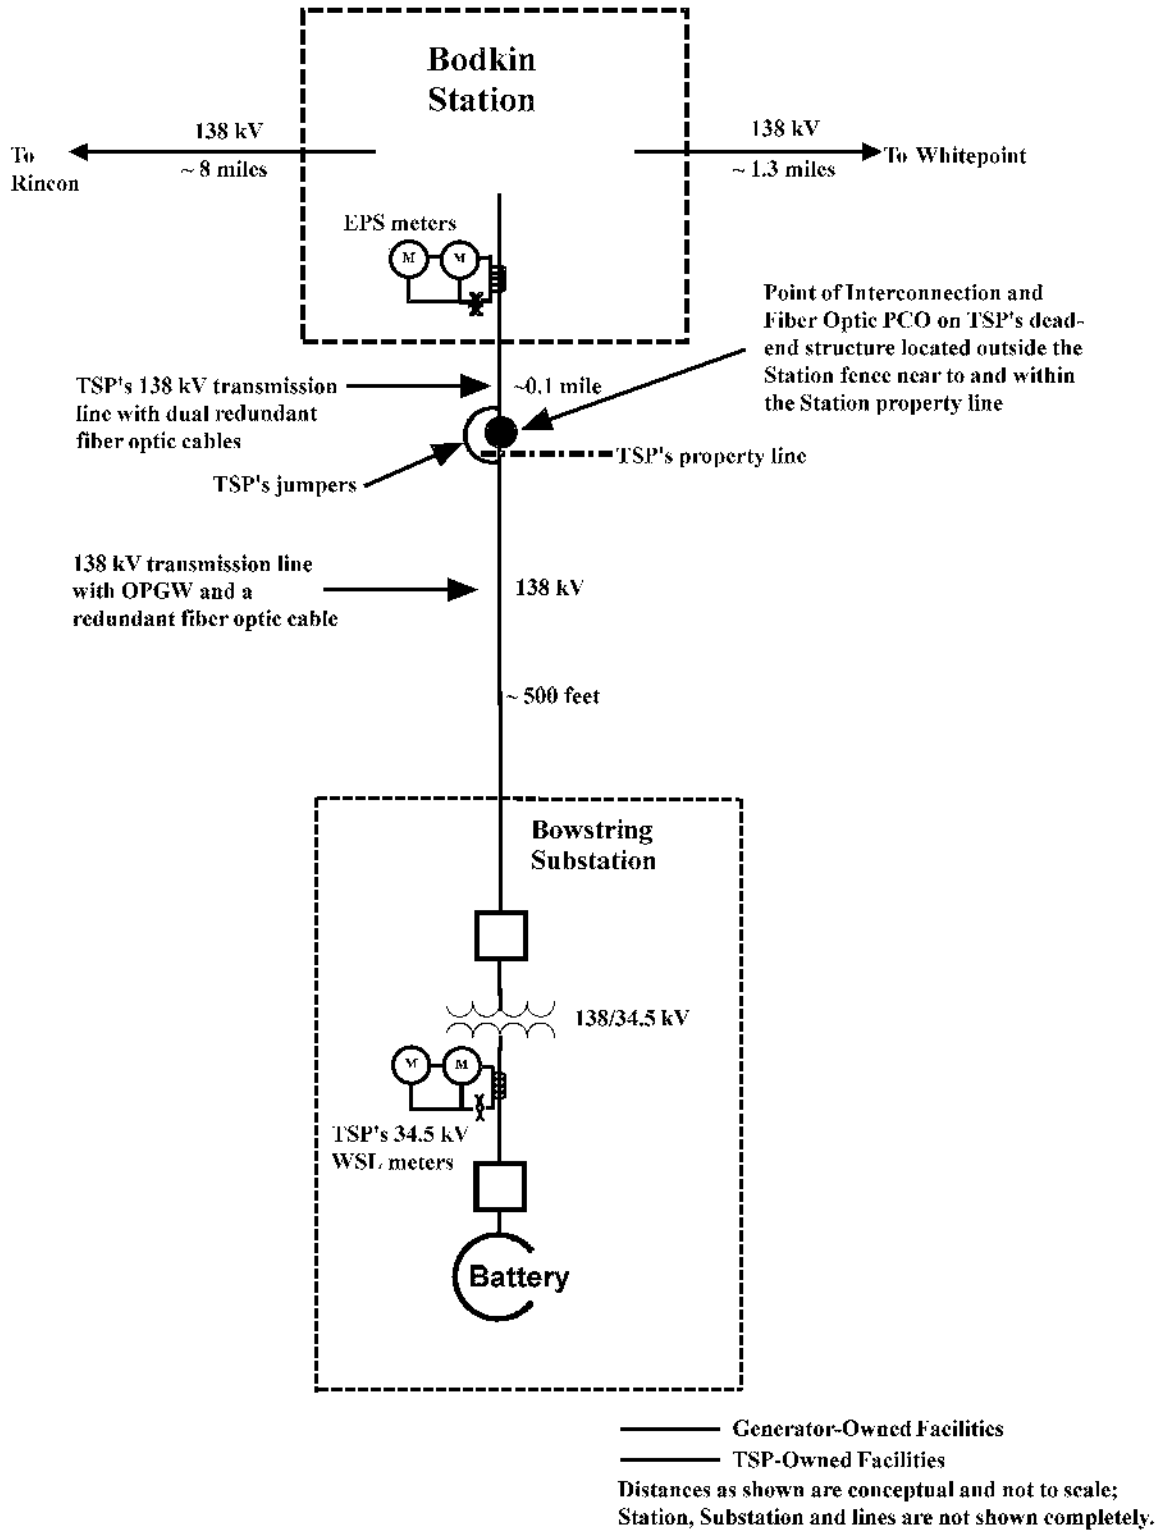 Bodkin
Station
138 kV
138 kV
To
Rincon
~ 8 miles
~ 1.3 miles
To Whitepoint
EPS meters
M
M
Point of Interconnection and
Fiber Optic PCO on TSP's dead-
end structure located outside the
Station fence near to and within
the Station property line
TSP's 138 kV transmission
line with dual redundant
fiber optic cables
~0.1 mile
TSP's property line
TSP's jumpers
138 kV transmission line
with OPGW and a
redundant fiber optic cable
138 kV
~ 500 feet
Bowstring
Substation
138/34.5 kV
M
M
TSP's 34.5 kV
WSL meters
Battery
Generator-Owned Facilities
TSP-Owned Facilities
Distances as shown are conceptual and not to scale;
Station, Substation and lines are not shown completely.